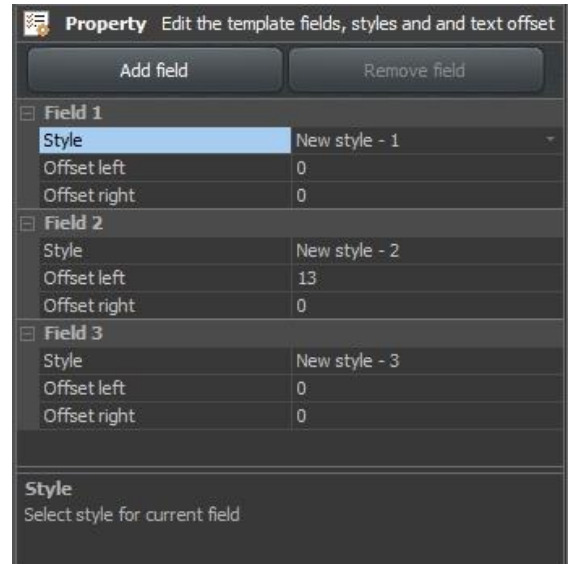 Property Edit the template fields, styles and and text offset
Add field Remove field
Field 1
Style New style - 1
Offset left 0
Offset right 0
Field 2
Style New style - 2
Offset left 13
Offset right 0
Field 3
Style New style - 3
Offset left 0
Offset right 0
Style
Select style for current field